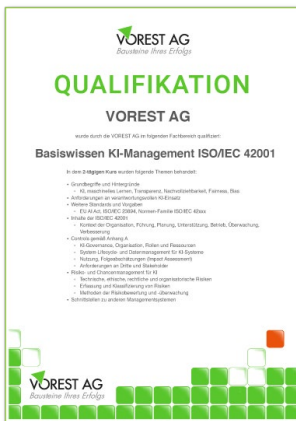 VOREST AG
Bausteine Ihres Erfolgs
QUALIFIKATION
VOREST AG
wurde durch die VOREST AG im folgenden Fachbereich qualifiziert:
Basiswissen KI-Management ISO/IEC 42001
In dem 2-tägigen Kurs wurden folgende Themen behandelt:
• Grundbegriffe und Hintergründe
- KI, maschinelles Lernen, Transparenz, Nachvollziehbarkeit, Fairness, Bias
• Anforderungen an verantwortungsvollen KI-Einsatz
• Weitere Standards und Vorgaben
- EU AI Act, ISO/IEC 23894, Normen-Familie ISO/IEC 42xxx
• Inhalte der ISO/IEC 42001
- Kontext der Organisation, Führung, Planung, Unterstützung, Betrieb, Überwachung,
Verbesserung
• Controls gemäß Anhang A
- KI-Governance, Organisation, Rollen und Ressourcen
- System-Lifecycle- und Datenmanagement für KI-Systeme
- Nutzung, Folgeabschätzungen (Impact Assessment)
- Anforderungen an Dritte und Stakeholder
• Risiko- und Chancenmanagement für KI
- Technische, ethische, rechtliche und organisatorische Risiken
- Erfassung und Klassifizierung von Risiken
- Methoden der Risikobewertung und -überwachung
• Schnittstellen zu anderen Managementsystemen
VOREST AG
Bausteine Ihres Erfolgs